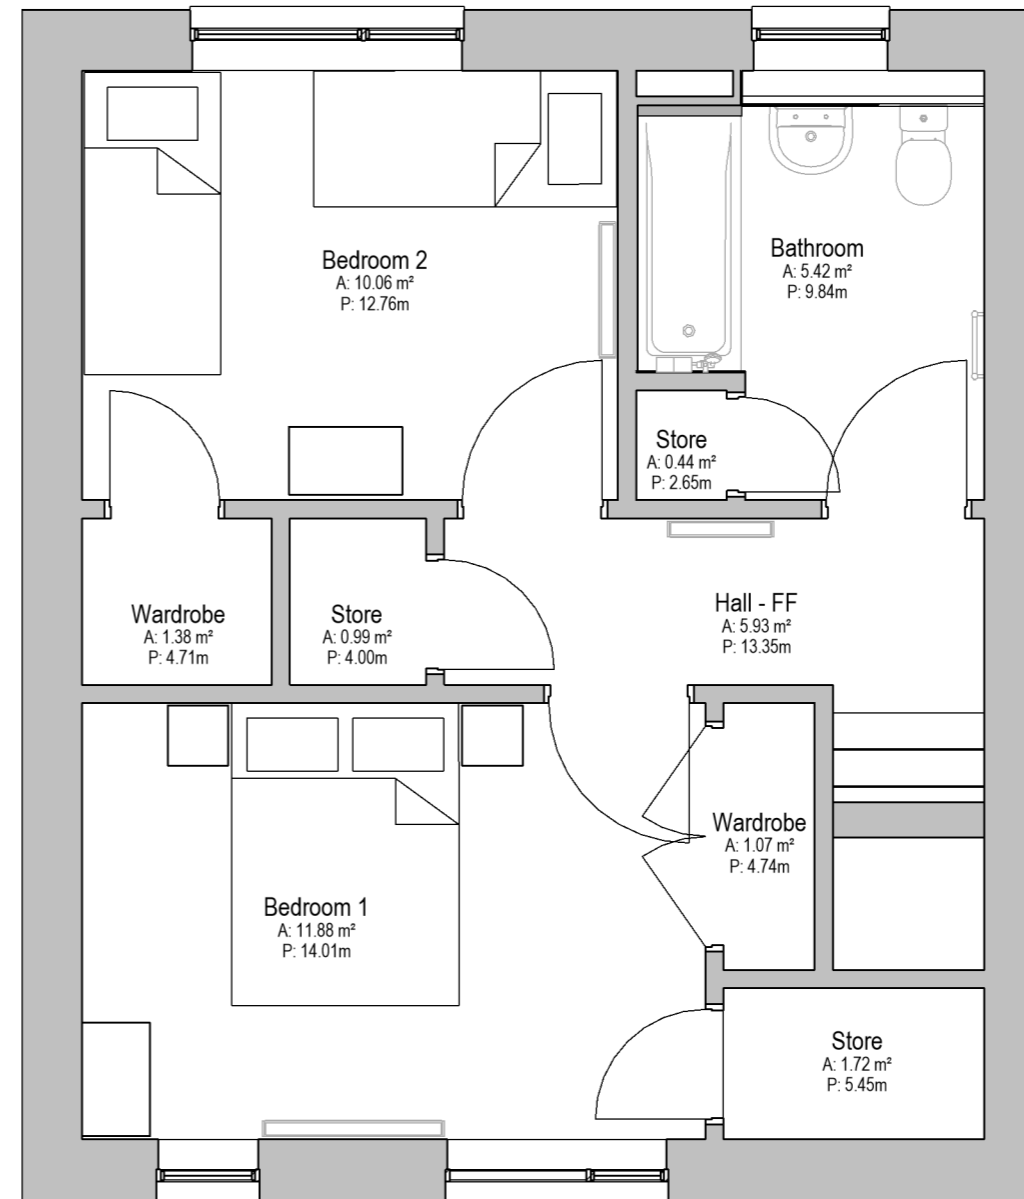 Bedroom 2
A: 10.06 m²
P: 12.76m
Bathroom
A: 5.42 m²
P: 9.84m
Store
A: 0.44 m²
P: 2.65m
Wardrobe
A: 1.38 m²
P: 4.71m
Store
A: 0.99 m²
P: 4.00m
Hall - FF
A: 5.93 m²
P: 13.35m
Wardrobe
A: 1.07 m²
P: 4.74m
Bedroom 1
A: 11.88 m²
P: 14.01m
Store
A: 1.72 m²
P: 5.45m